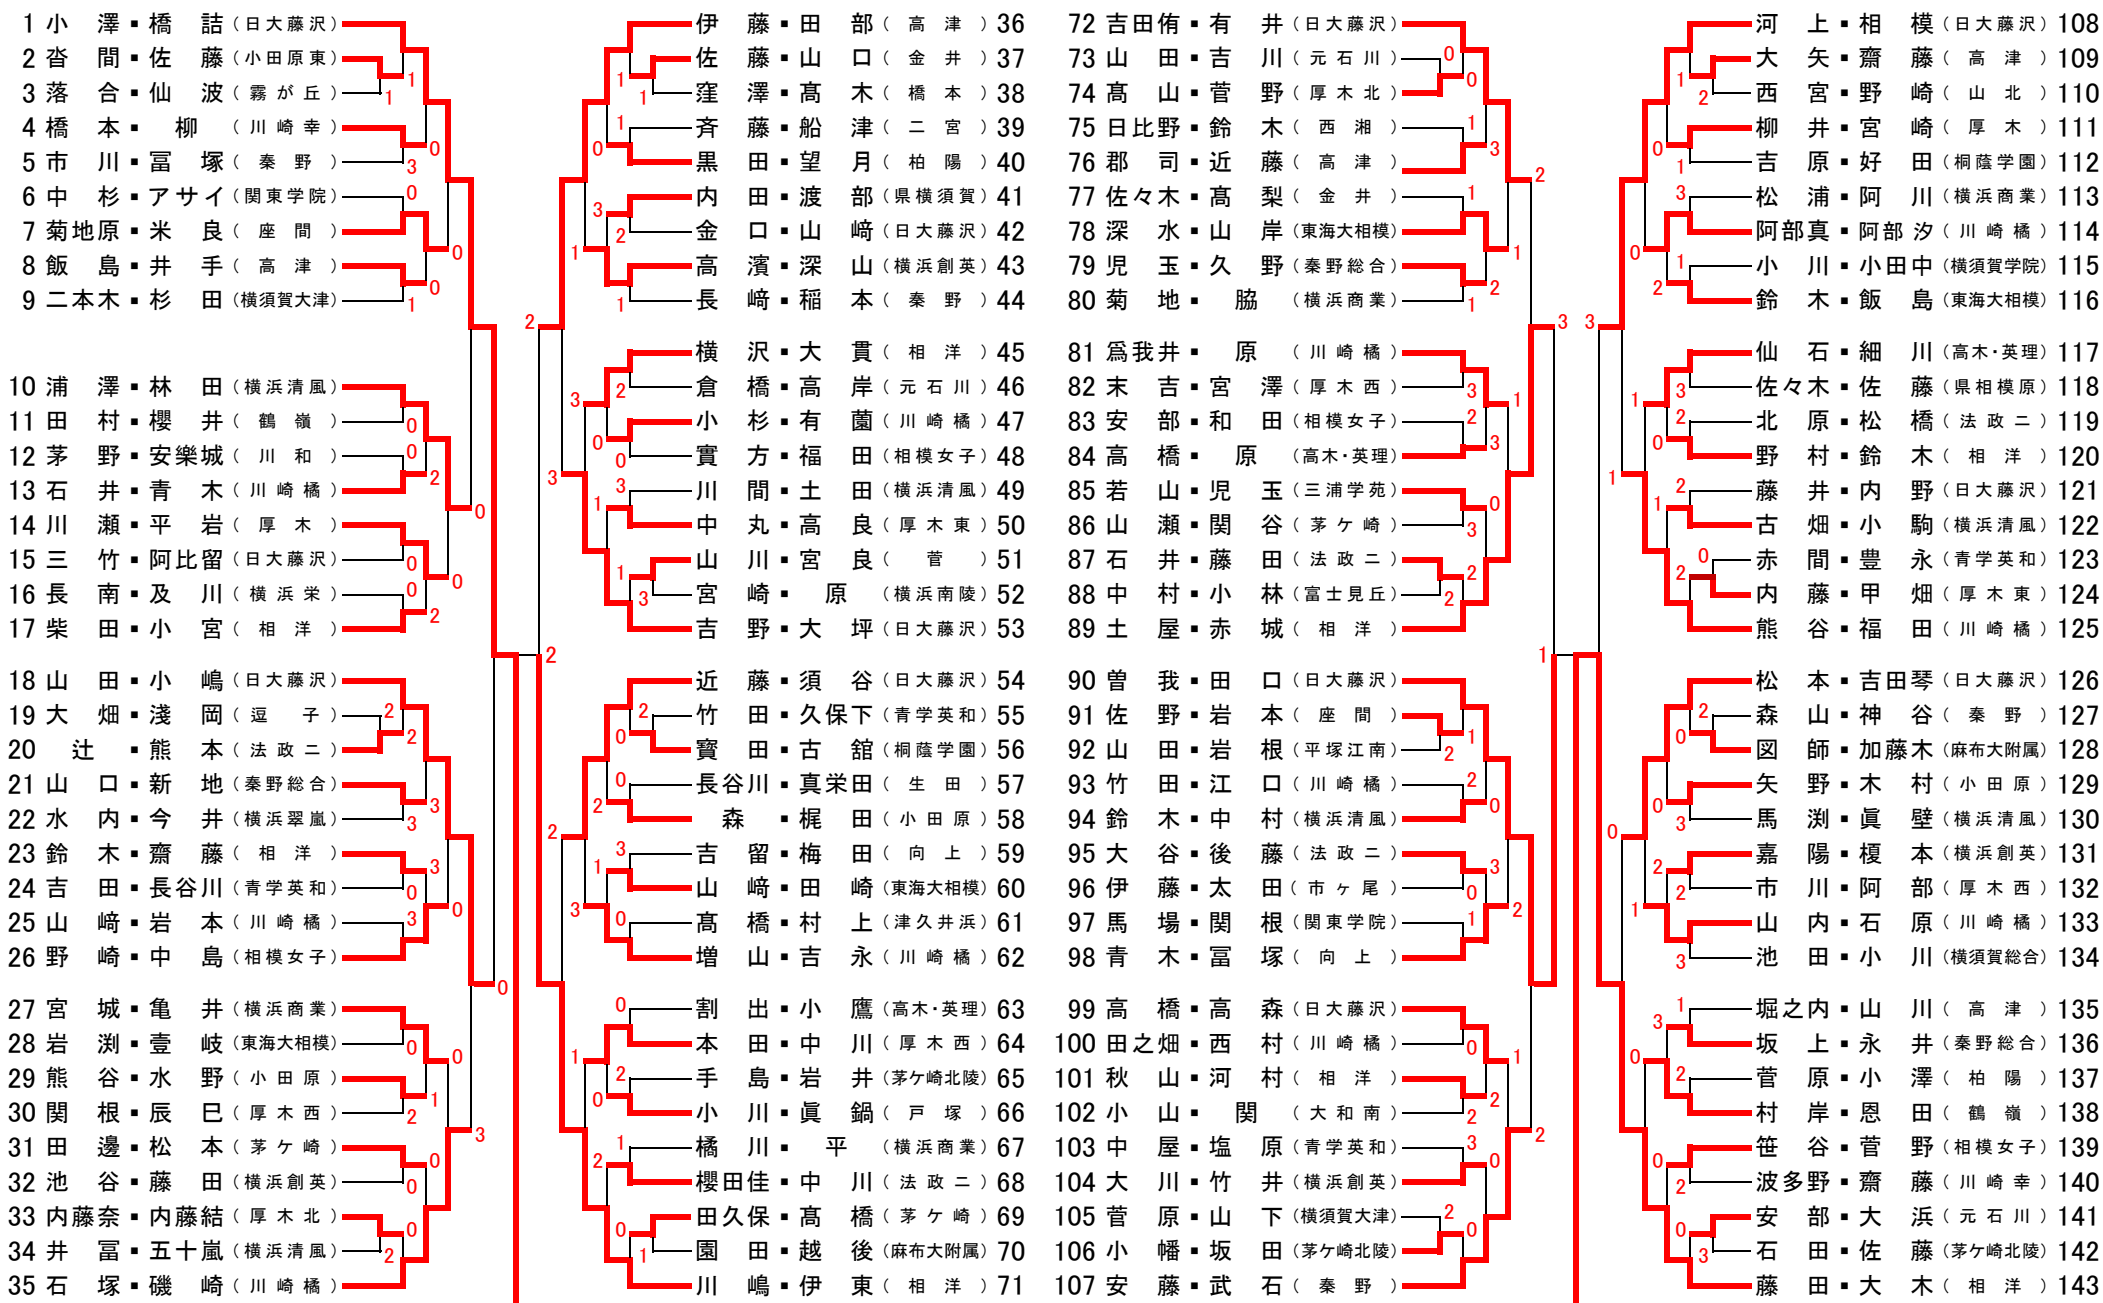 1 小澤・橋詰（日大藤沢）
2 沓間・佐藤（小田原東）
3 落合・仙波（霧が丘）
4 橋本・柳（川崎幸）
5 市川・冨塚（秦野）
6 中杉・アサイ（関東学院）
7 菊地原・米良（座間）
8 飯島・井手（高津）
9 二本木・杉田（横須賀大津）
10 浦澤・林田（横浜清風）
11 田村・櫻井（鶴嶺）
12 茅野・安樂城（川和）
13 石井・青木（川崎橘）
14 川瀬・平岩（厚木）
15 三竹・阿比留（日大藤沢）
16 長南・及川（横浜栄）
17 柴田・小宮（相洋）
18 山田・小嶋（日大藤沢）
19 大畑・淺岡（逗子）
20 辻・熊本（法政二）
21 山口・新地（秦野総合）
22 水内・今井（横浜翠嵐）
23 鈴木・齋藤（相洋）
24 吉田・長谷川（青学英和）
25 山﨑・岩本（川崎橘）
26 野崎・中島（相模女子）
27 宮城・亀井（横浜商業）
28 岩渕・壹岐（東海大相模）
29 熊谷・水野（小田原）
30 関根・辰巳（厚木西）
31 田邊・松本（茅ケ崎）
32 池谷・藤田（横浜創英）
33 内藤奈・内藤結（厚木北）
34 井冨・五十嵐（横浜清風）
35 石塚・磯崎（川崎橘）
伊藤・田部（高津）36
佐藤・山口（金井）37
窪澤・髙木（橋本）38
斉藤・船津（二宮）39
黒田・望月（柏陽）40
内田・渡部（県横須賀）41
金口・山﨑（日大藤沢）42
高濱・深山（横浜創英）43
長﨑・稲本（秦野）44
横沢・大貫（相洋）45
倉橋・高岸（元石川）46
小杉・有薗（川崎橘）47
實方・福田（相模女子）48
川間・土田（横浜清風）49
中丸・高良（厚木東）50
山川・宮良（菅）51
宮崎・原（横浜南陵）52
吉野・大坪（日大藤沢）53
近藤・須谷（日大藤沢）54
竹田・久保下（青学英和）55
寳田・古舘（桐蔭学園）56
長谷川・真栄田（生田）57
森・梶田（小田原）58
吉留・梅田（向上）59
山﨑・田崎（東海大相模）60
髙橋・村上（津久井浜）61
増山・吉永（川崎橘）62
割出・小鷹（高木・英理）63
本田・中川（厚木西）64
手島・岩井（茅ケ崎北陵）65
小川・眞鍋（戸塚）66
橘川・平（横浜商業）67
櫻田佳・中川（法政二）68
田久保・髙橋（茅ケ崎）69
園田・越後（麻布大附属）70
川嶋・伊東（相洋）71
72 吉田侑・有井（日大藤沢）
73 山田・吉川（元石川）
74 髙山・菅野（厚木北）
75 日比野・鈴木（西湘）
76 郡司・近藤（高津）
77 佐々木・髙梨（金井）
78 深水・山岸（東海大相模）
79 児玉・久野（秦野総合）
80 菊地・脇（横浜商業）
81 爲我井・原（川崎橘）
82 末吉・宮澤（厚木西）
83 安部・和田（相模女子）
84 高橋・原（高木・英理）
85 若山・児玉（三浦学苑）
86 山瀬・関谷（茅ケ崎）
87 石井・藤田（法政二）
88 中村・小林（富士見丘）
89 土屋・赤城（相洋）
90 曽我・田口（日大藤沢）
91 佐野・岩本（座間）
92 山田・岩根（平塚江南）
93 竹田・江口（川崎橘）
94 鈴木・中村（横浜清風）
95 大谷・後藤（法政二）
96 伊藤・太田（市ヶ尾）
97 馬場・関根（関東学院）
98 青木・冨塚（向上）
99 高橋・高森（日大藤沢）
100 田之畑・西村（川崎橘）
101 秋山・河村（相洋）
102 小山・関（大和南）
103 中屋・塩原（青学英和）
104 大川・竹井（横浜創英）
105 菅原・山下（横須賀大津）
106 小幡・坂田（茅ケ崎北陵）
107 安藤・武石（秦野）
河上・相模（日大藤沢）108
大矢・齋藤（高津）109
西宮・野崎（山北）110
柳井・宮崎（厚木）111
吉原・好田（桐蔭学園）112
松浦・阿川（横浜商業）113
阿部真・阿部汐（川崎橘）114
小川・小田中（横須賀学院）115
鈴木・飯島（東海大相模）116
仙石・細川（高木・英理）117
佐々木・佐藤（県相模原）118
北原・松橋（法政二）119
野村・鈴木（相洋）120
藤井・内野（日大藤沢）121
古畑・小駒（横浜清風）122
赤間・豊永（青学英和）123
内藤・甲畑（厚木東）124
熊谷・福田（川崎橘）125
松本・吉田琴（日大藤沢）126
森山・神谷（秦野）127
図師・加藤木（麻布大附属）128
矢野・木村（小田原）129
馬渕・眞壁（横浜清風）130
嘉陽・榎本（横浜創英）131
市川・阿部（厚木西）132
山内・石原（川崎橘）133
池田・小川（横須賀総合）134
堀之内・山川（高津）135
坂上・永井（秦野総合）136
菅原・小澤（柏陽）137
村岸・恩田（鶴嶺）138
笹谷・菅野（相模女子）139
波多野・齋藤（川崎幸）140
安部・大浜（元石川）141
石田・佐藤（茅ケ崎北陵）142
藤田・大木（相洋）143